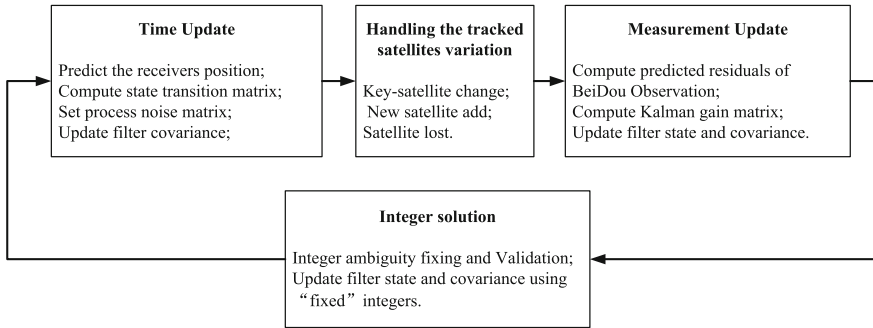 Time Update
Predict the receivers position;
Compute state transition matrix;
Set process noise matrix;
Update filter covariance;
Handling the tracked
satellites variation
Key-satellite change;
New satellite add;
Satellite lost.
Measurement Update
Compute predicted residuals of
BeiDou Observation;
Compute Kalman gain matrix;
Update filter state and covariance.
Integer solution
Integer ambiguity fixing and Validation;
Update filter state and covariance using
“fixed” integers.